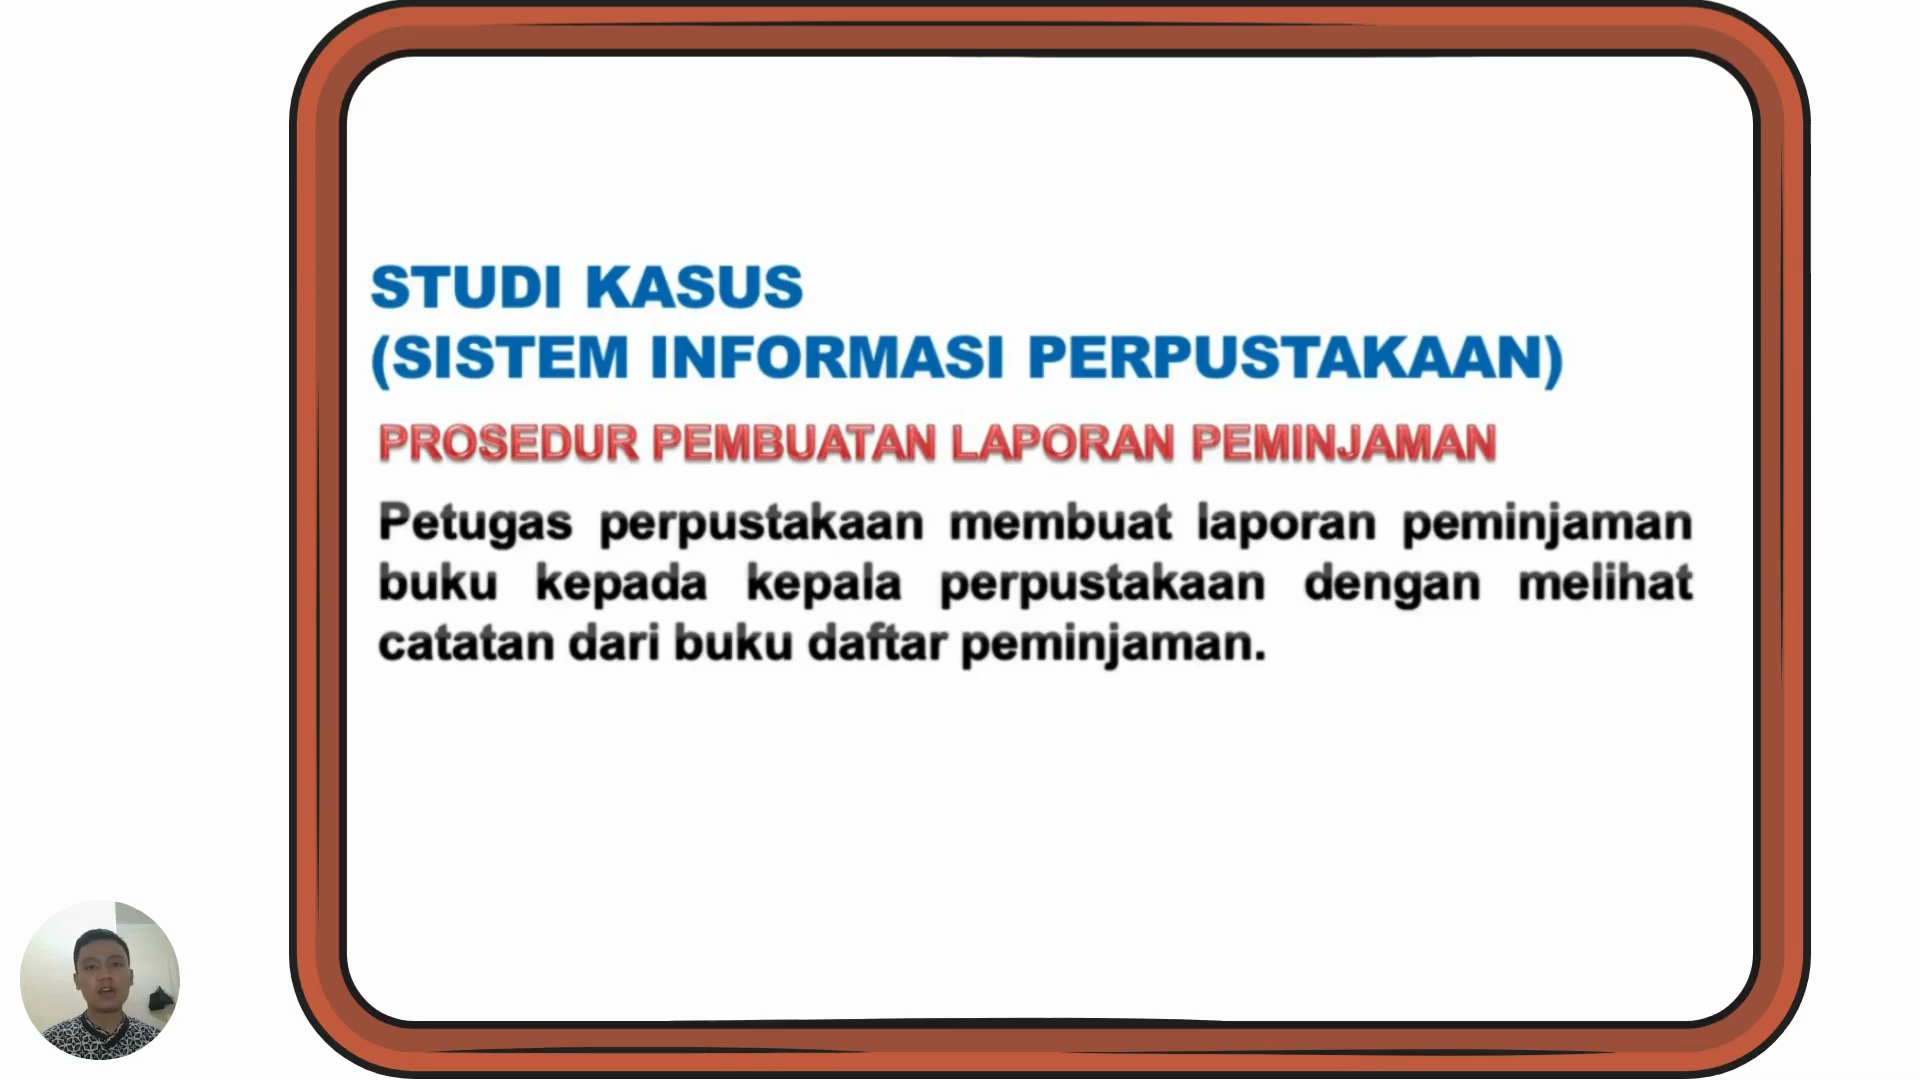 STUDI KASUS
(SISTEM INFORMASI PERPUSTAKAAN)
PROSEDUR PEMBUATAN LAPORAN PEMINJAMAN
Petugas perpustakaan membuat laporan peminjaman
buku kepada kepala perpustakaan dengan melihat
catatan dari buku daftar peminjaman.